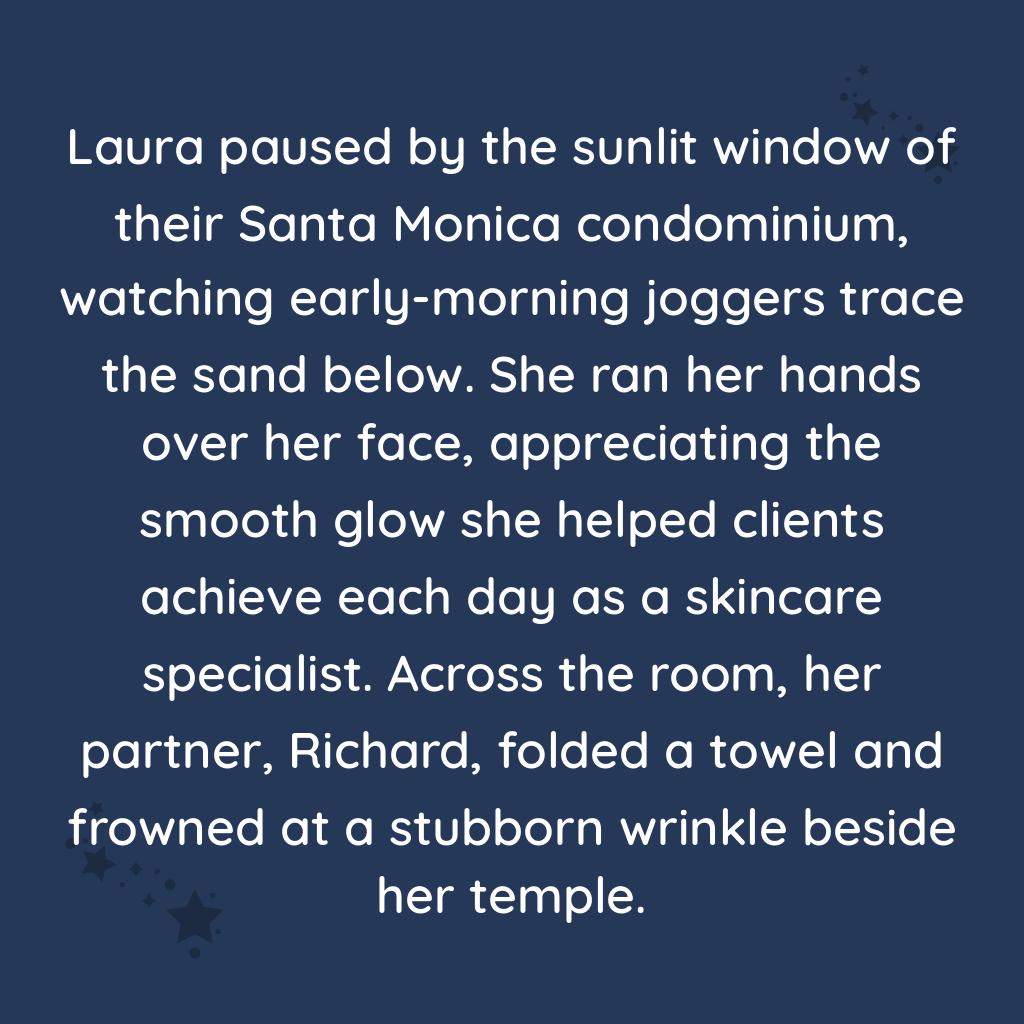 Laura paused by the sunlit window of
their Santa Monica condominium,
watching early-morning joggers trace
the sand below. She ran her hands
over her face, appreciating the
smooth glow she helped clients
achieve each day as a skincare
specialist. Across the room, her
partner, Richard, folded a towel and
frowned at a stubborn wrinkle beside
her temple.